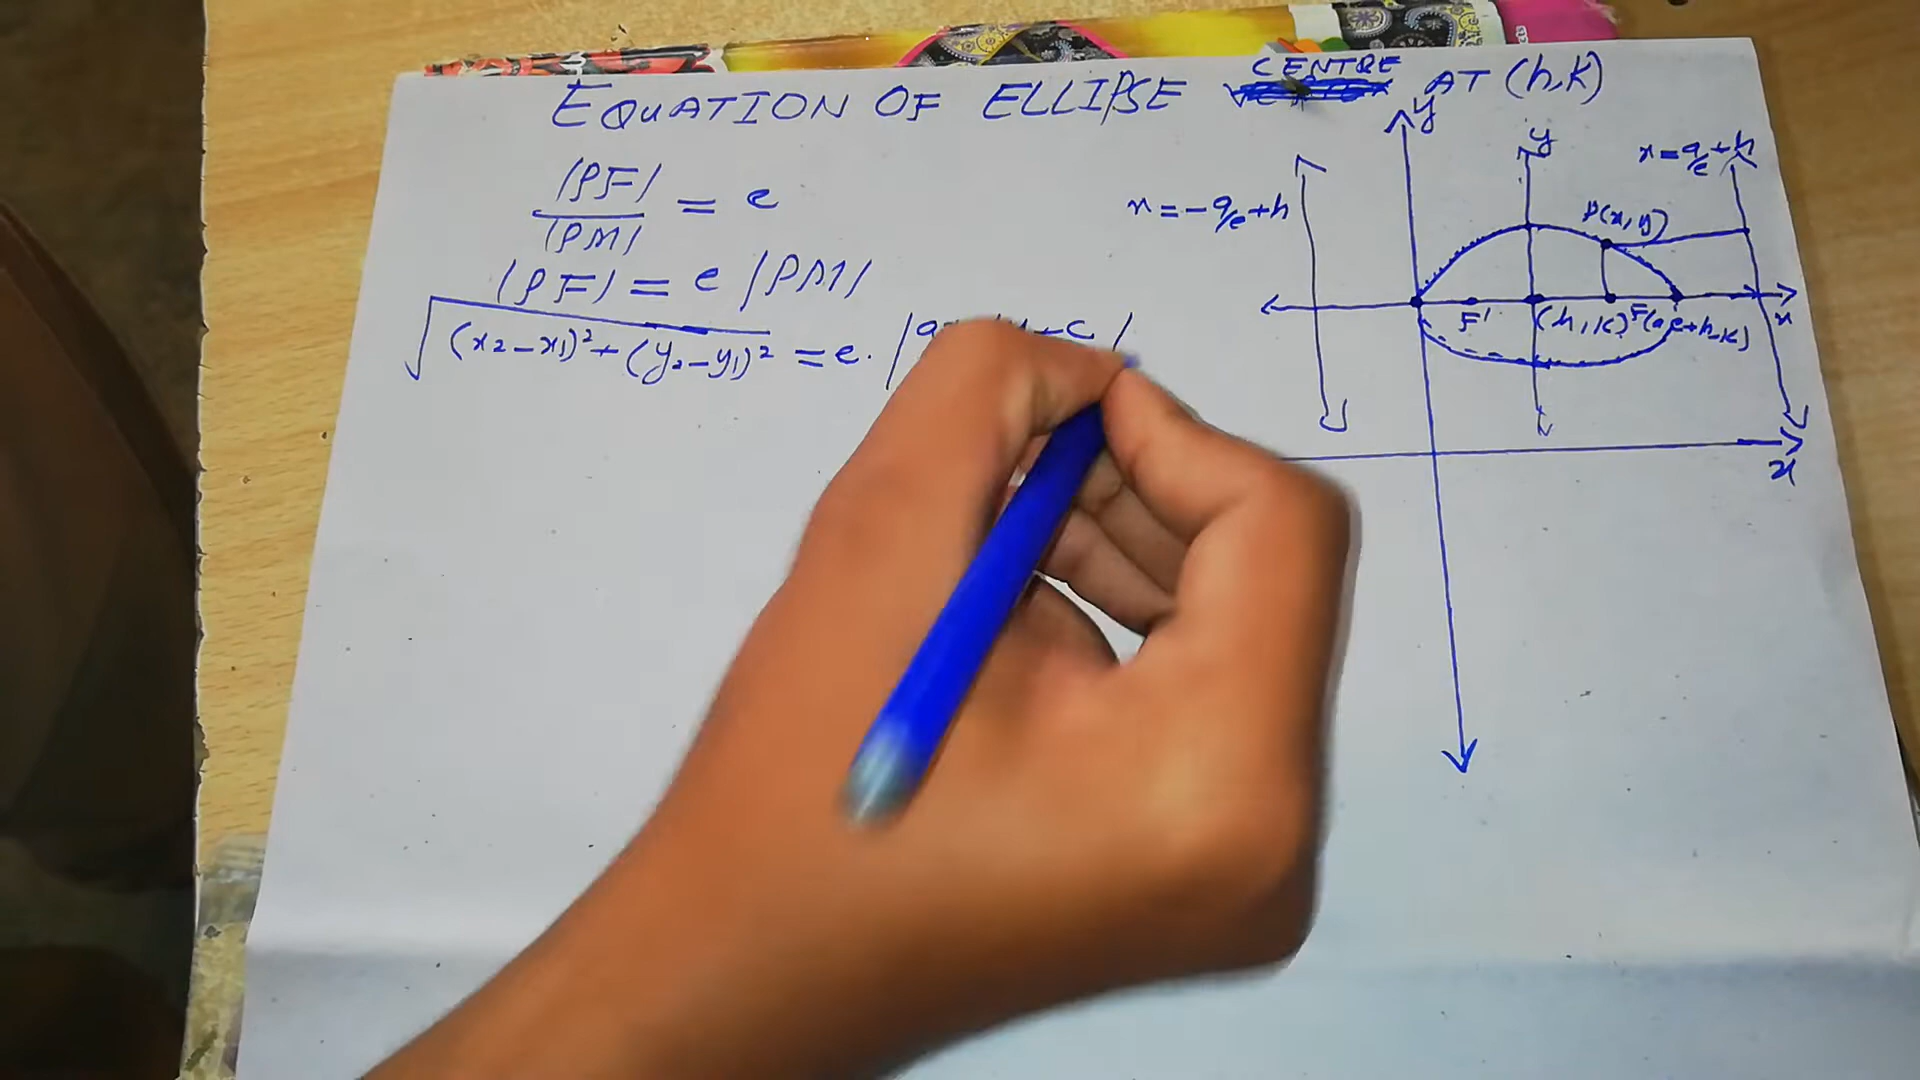 EQUATION OF ELLIPSE CENTRE AT (h,k)
|PF|
|PM|
= e
|PF| = e |PM|
√(x₂-x₁)²+(y₂-y₁)² = e.
y
y
x = a/e + h
x = -a/e + h
P(x,y)
F'
(h,k)
F(ae+h,k)
x
x